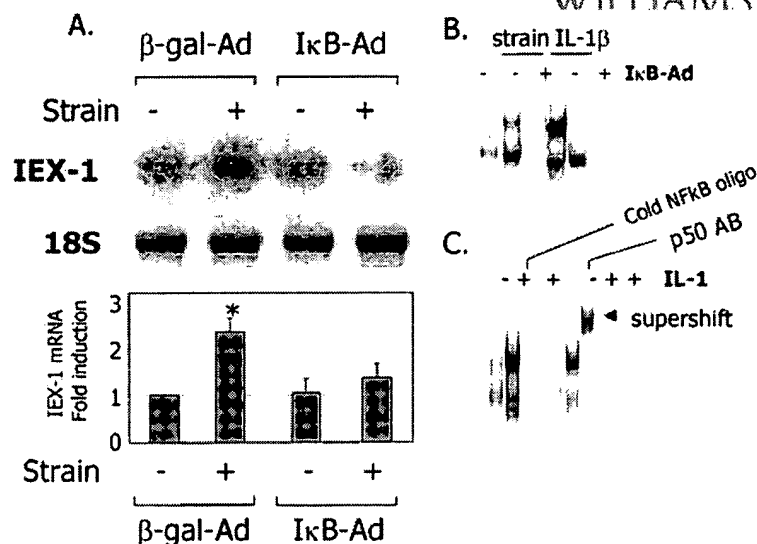 A.
β-gal-Ad IκB-Ad
Strain - + - +
IEX-1
18S
IEX-1 mRNA
Fold induction
3
2
1
0
*
Strain - + - +
β-gal-Ad IκB-Ad
B.
strain IL-1β
- - + - + IκB-Ad
C.
Cold NFkB oligo
p50 AB
- + + - + + IL-1
supershift